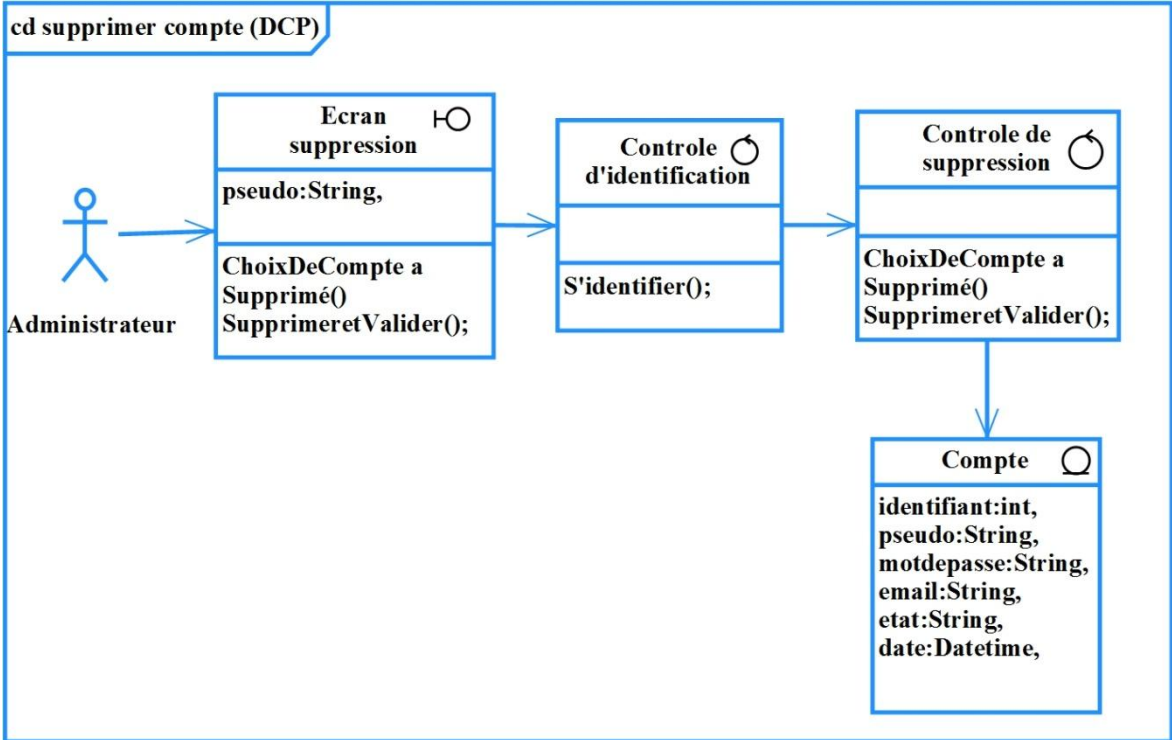 cd supprimer compte (DCP)
Administrateur
Ecran
suppression
pseudo:String,
ChoixDeCompte a
Supprimé()
SupprimeretValider();
Controle
d'identification
S'identifier();
Controle de
suppression
ChoixDeCompte a
Supprimé()
SupprimeretValider();
Compte
identifiant:int,
pseudo:String,
motdepasse:String,
email:String,
etat:String,
date:Datetime,